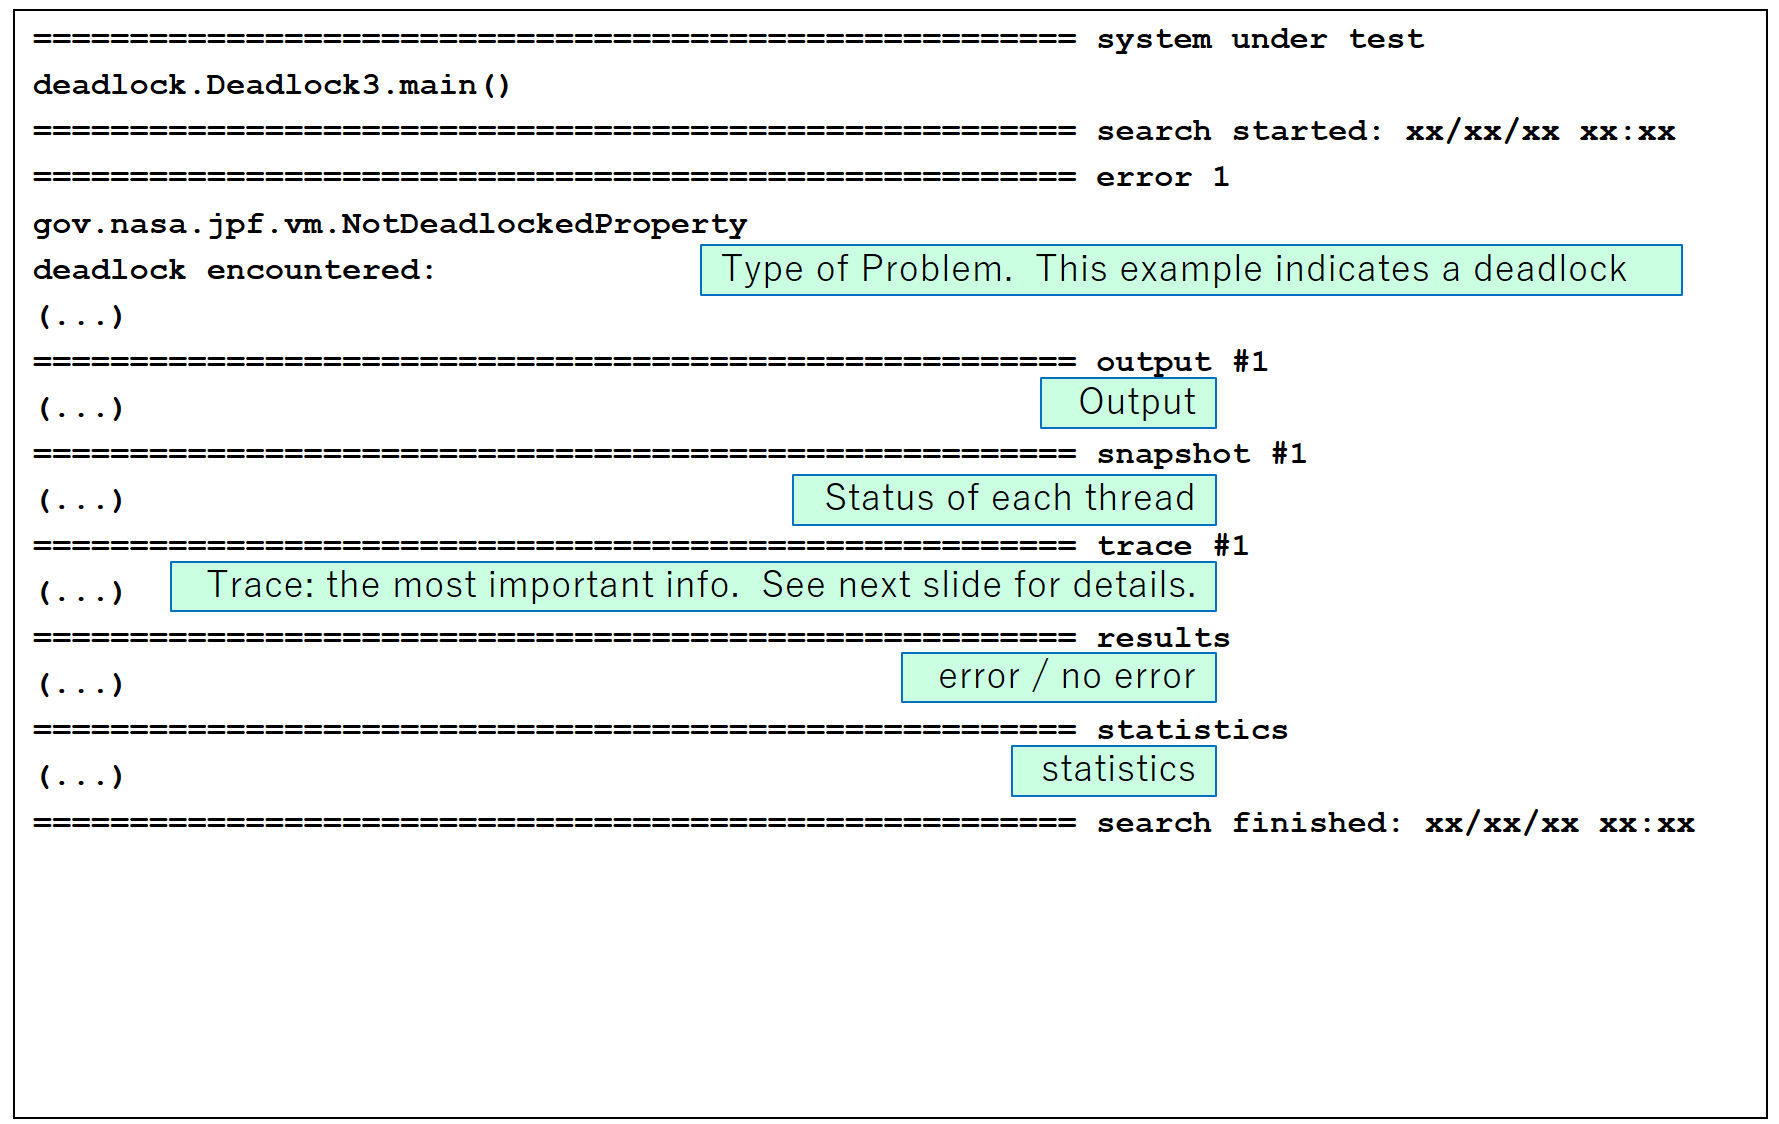 ====================================================== system under test
deadlock.Deadlock3.main()
====================================================== search started: xx/xx/xx xx:xx
====================================================== error 1
gov.nasa.jpf.vm.NotDeadlockedProperty
deadlock encountered:
Type of Problem.  This example indicates a deadlock
(...)
====================================================== output #1
(...)
Output
====================================================== snapshot #1
(...)
Status of each thread
====================================================== trace #1
(...)
Trace: the most important info.  See next slide for details.
====================================================== results
(...)
error / no error
====================================================== statistics
(...)
statistics
====================================================== search finished: xx/xx/xx xx:xx